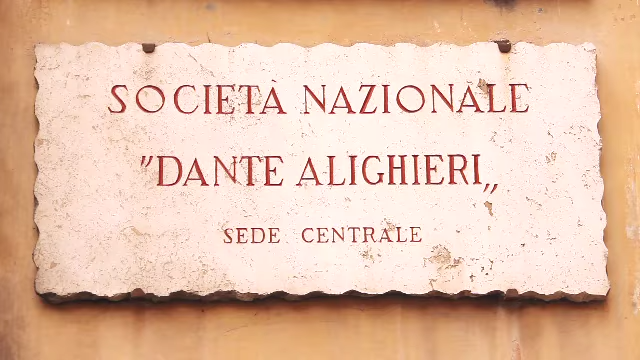 SOCIETÀ NAZIONALE
"DANTE ALIGHIERI„
SEDE CENTRALE